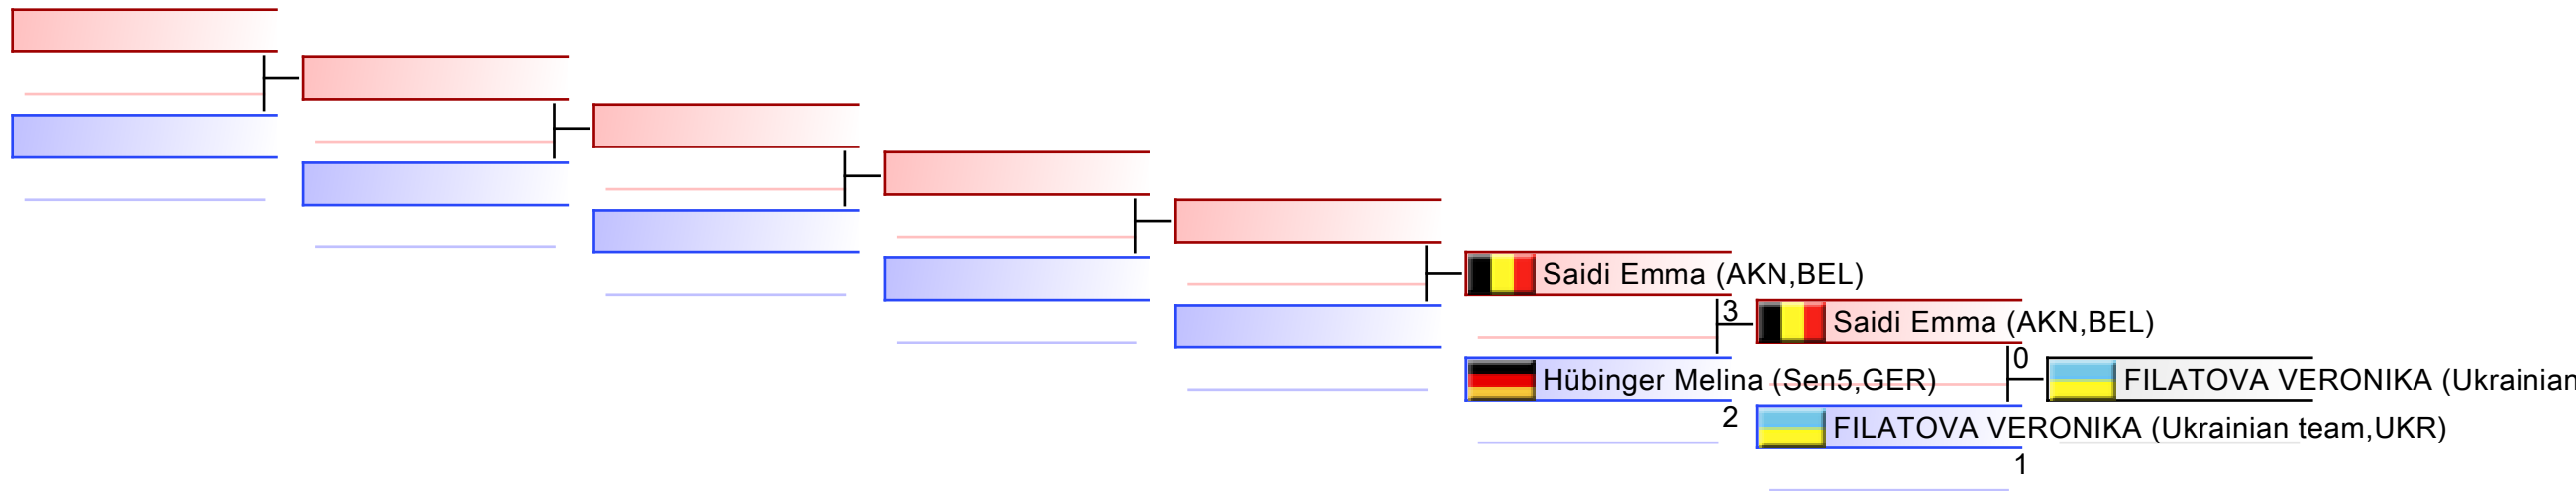 Saidi Emma (AKN,BEL)
3
Saidi Emma (AKN,BEL)
0
Hübinger Melina (Sen5,GER)
FILATOVA VERONIKA (Ukrainian
2
FILATOVA VERONIKA (Ukrainian team,UKR)
1